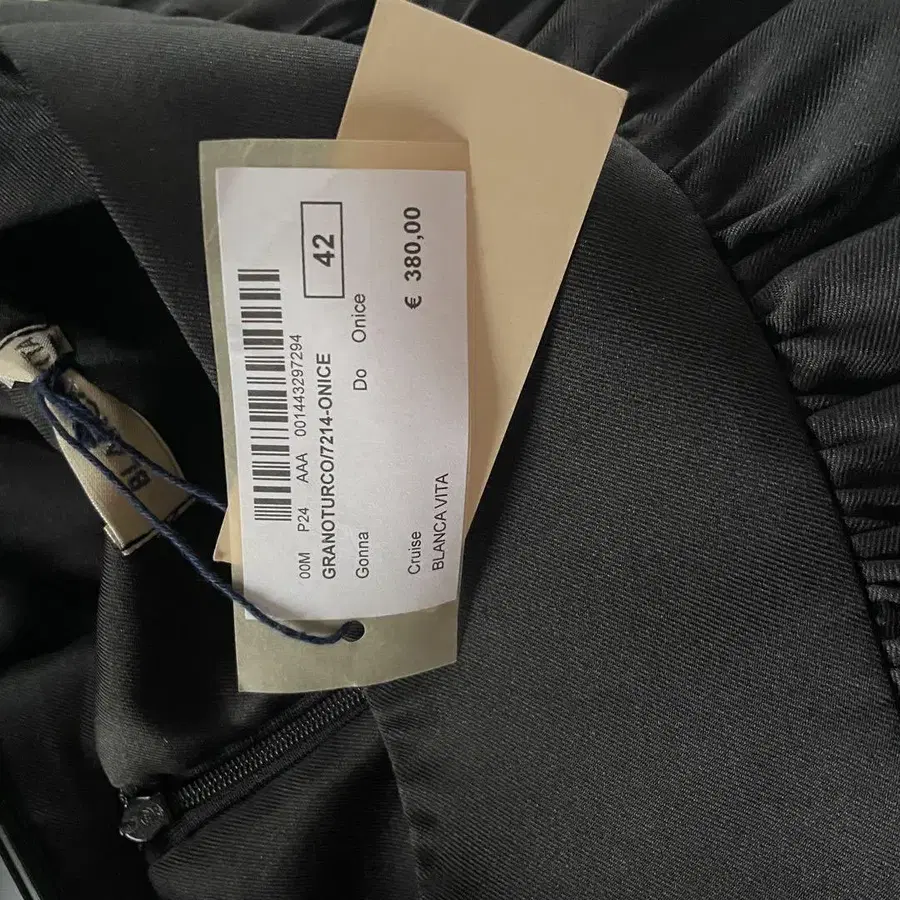 42
00M P24 AAA 001443297294
GRANOTURCO/7214-ONICE
Gonna Do Onice
Cruise € 380,00
BLANCA VITA